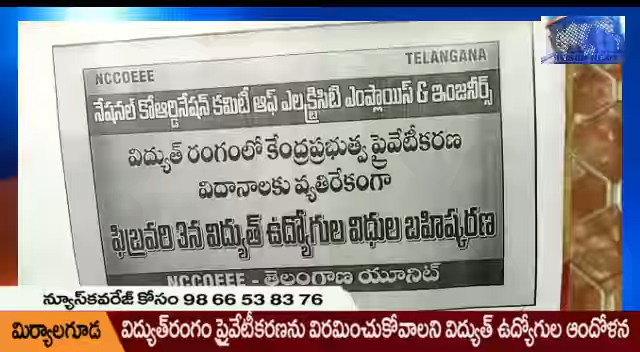 NCCOEEE
TELANGANA
నేషనల్ కోఆర్డినేషన్ కమిటీ ఆఫ్ ఎలక్ట్రిసిటీ ఎంప్లాయిస్ & ఇంజనీర్స్
విద్యుత్ రంగంలో కేంద్రప్రభుత్వ ప్రైవేటీకరణ
విదానాలకు వ్యతిరేకంగా
ఫిబ్రవరి 3న విద్యుత్ ఉద్యోగుల విధుల బహిష్కరణ
NCCOEEE - తెలంగాణ యూనిట్
న్యూస్‌కవరేజ్ కోసం 98 66 53 83 76
మిర్యాలగూడ విద్యుత్‌రంగం ప్రైవేటీకరణను విరమించుకోవాలని విద్యుత్ ఉద్యోగుల ఆందోళన